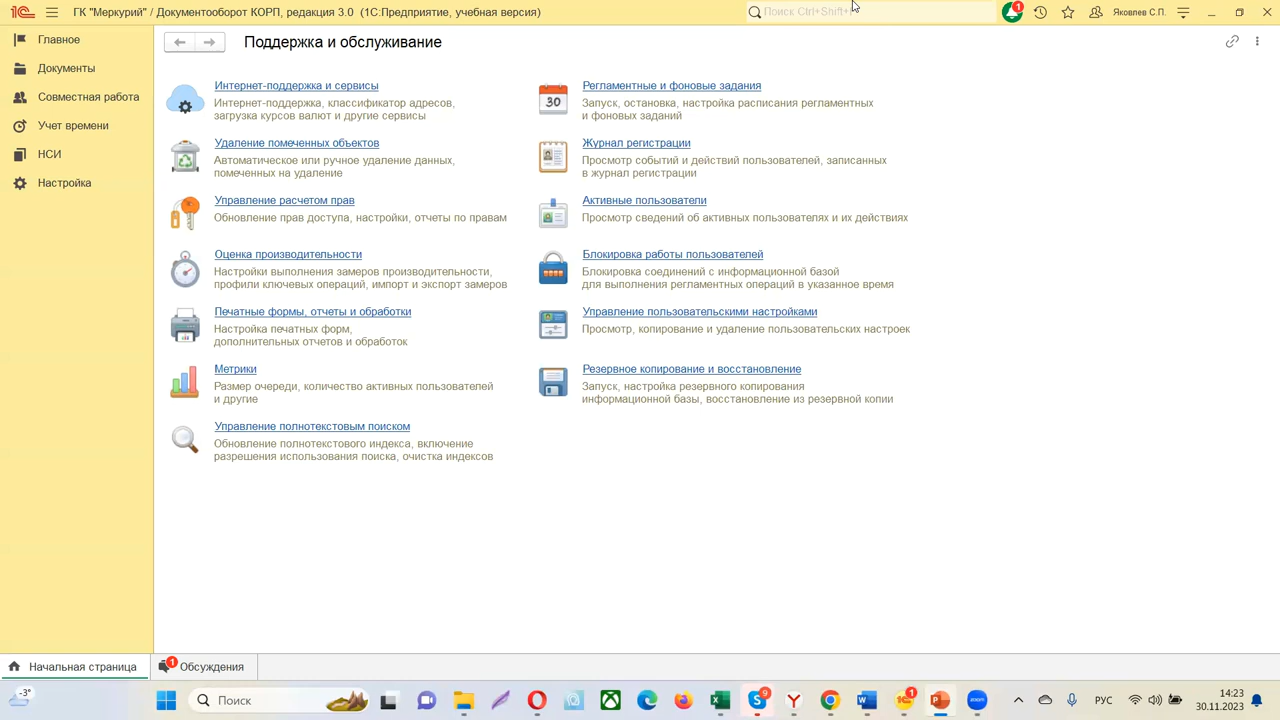 ГК "Меркурий" / Документооборот КОРП, редакция 3.0 (1С:Предприятие, учебная версия)
Поиск Ctrl+Shift+F
1
Яковлев С.П.
Главное
Документы
Совместная работа
Учет времени
НСИ
Настройка
Поддержка и обслуживание
Интернет-поддержка и сервисы
Интернет-поддержка, классификатор адресов,
загрузка курсов валют и другие сервисы
Удаление помеченных объектов
Автоматическое или ручное удаление данных,
помеченных на удаление
Управление расчетом прав
Обновление прав доступа, настройки, отчеты по правам
Оценка производительности
Настройки выполнения замеров производительности,
профили ключевых операций, импорт и экспорт замеров
Печатные формы, отчеты и обработки
Настройка печатных форм,
дополнительных отчетов и обработок
Метрики
Размер очереди, количество активных пользователей
и другие
Управление полнотекстовым поиском
Обновление полнотекстового индекса, включение
разрешения использования поиска, очистка индексов
30
Регламентные и фоновые задания
Запуск, остановка, настройка расписания регламентных
и фоновых заданий
Журнал регистрации
Просмотр событий и действий пользователей, записанных
в журнал регистрации
Активные пользователи
Просмотр сведений об активных пользователях и их действиях
Блокировка работы пользователей
Блокировка соединений с информационной базой
для выполнения регламентных операций в указанное время
Управление пользовательскими настройками
Просмотр, копирование и удаление пользовательских настроек
Резервное копирование и восстановление
Запуск, настройка резервного копирования
информационной базы, восстановление из резервной копии
Начальная страница
1
Обсуждения
-3°
Поиск
9
1
РУС
14:23
30.11.2023